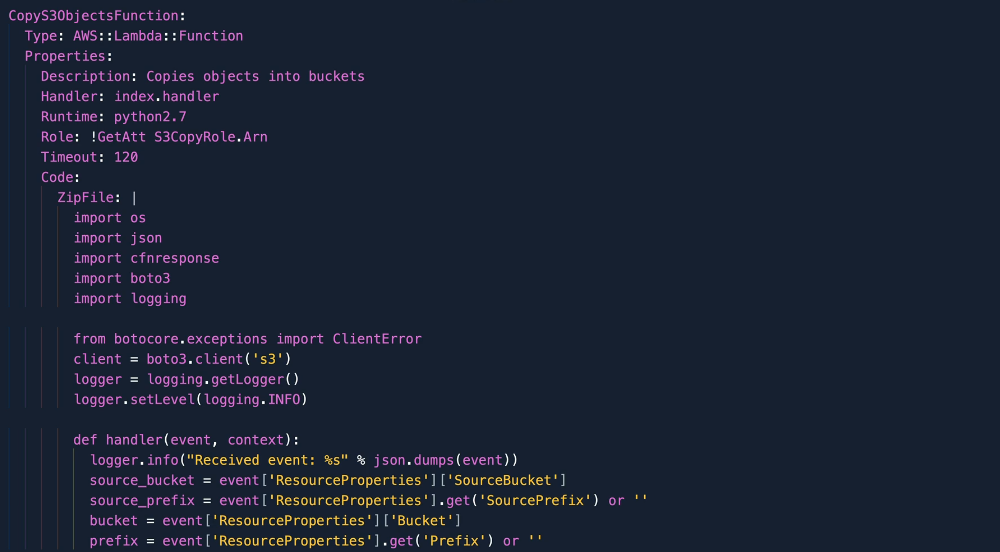 CopyS3ObjectsFunction:
Type: AWS::Lambda::Function
Properties:
Description: Copies objects into buckets
Handler: index.handler
Runtime: python2.7
Role: !GetAtt S3CopyRole.Arn
Timeout: 120
Code:
ZipFile: |
import os
import json
import cfnresponse
import boto3
import logging
from botocore.exceptions import ClientError
client = boto3.client('s3')
logger = logging.getLogger()
logger.setLevel(logging.INFO)
def handler(event, context):
logger.info("Received event: %s" % json.dumps(event))
source_bucket = event['ResourceProperties']['SourceBucket']
source_prefix = event['ResourceProperties'].get('SourcePrefix') or ''
bucket = event['ResourceProperties']['Bucket']
prefix = event['ResourceProperties'].get('Prefix') or ''